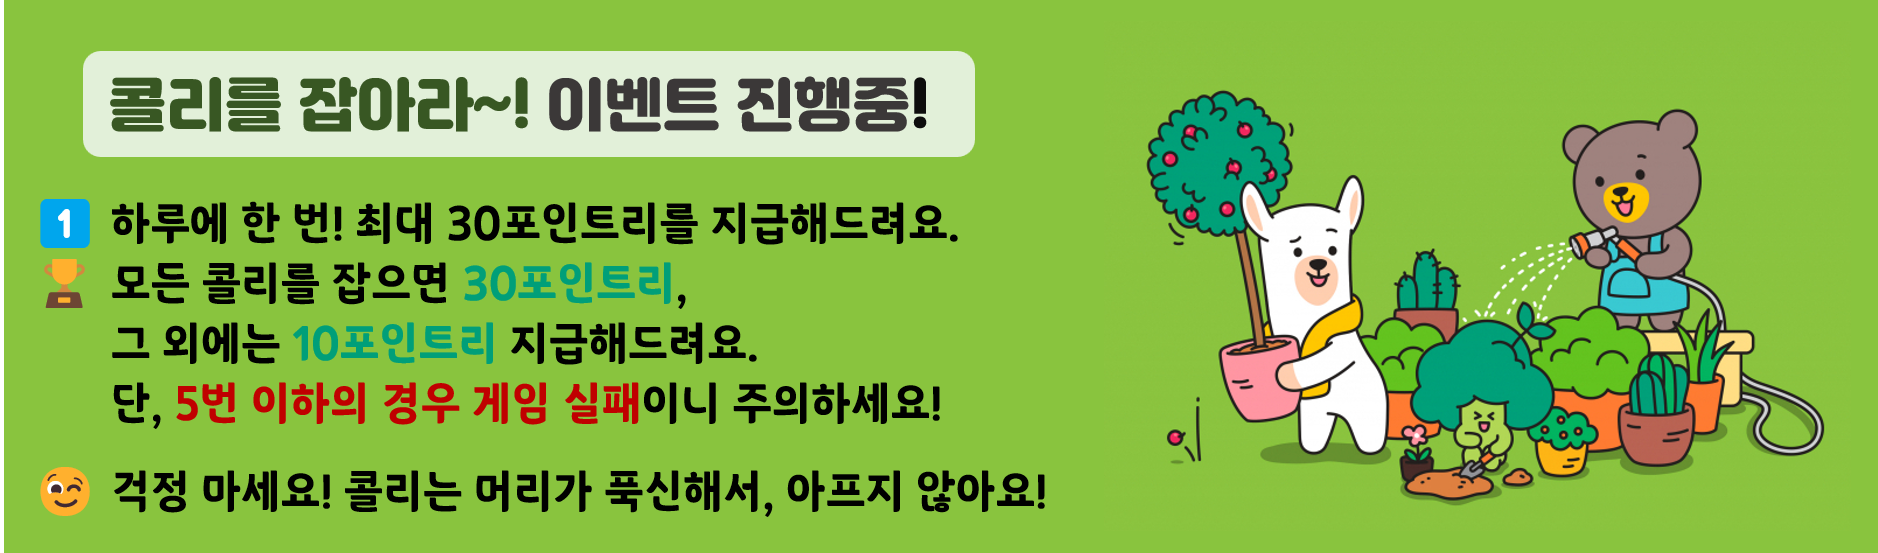 콜리를 잡아라~! 이벤트 진행중!
1 하루에 한 번! 최대 30포인트리를 지급해드려요.
모든 콜리를 잡으면 30포인트리,
그 외에는 10포인트리 지급해드려요.
단, 5번 이하의 경우 게임 실패이니 주의하세요!
걱정 마세요! 콜리는 머리가 푹신해서, 아프지 않아요!